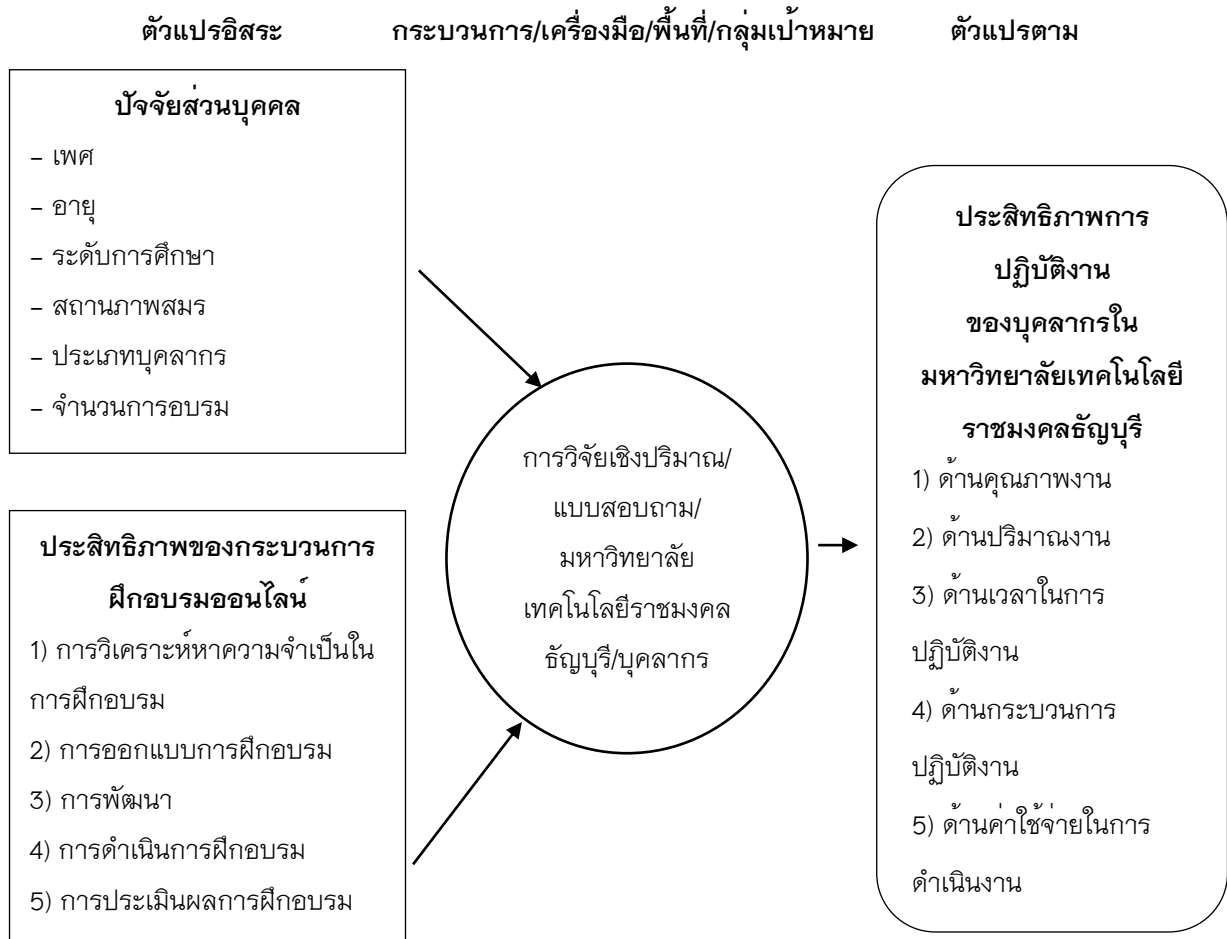 ตัวแปรอิสระ
กระบวนการ/เครื่องมือ/พื้นที่/กลุ่มเป้าหมาย
ตัวแปรตาม
ปัจจัยส่วนบุคคล
– เพศ
– อายุ
– ระดับการศึกษา
– สถานภาพสมร
– ประเภทบุคลากร
– จำนวนการอบรม
ประสิทธิภาพของกระบวนการ
ฝึกอบรมออนไลน์
1) การวิเคราะห์หาความจำเป็นใน
การฝึกอบรม
2) การออกแบบการฝึกอบรม
3) การพัฒนา
4) การดำเนินการฝึกอบรม
5) การประเมินผลการฝึกอบรม
การวิจัยเชิงปริมาณ/
แบบสอบถาม/
มหาวิทยาลัย
เทคโนโลยีราชมงคล
ธัญบุรี/บุคลากร
ประสิทธิภาพการ
ปฏิบัติงาน
ของบุคลากรใน
มหาวิทยาลัยเทคโนโลยี
ราชมงคลธัญบุรี
1) ด้านคุณภาพงาน
2) ด้านปริมาณงาน
3) ด้านเวลาในการ
ปฏิบัติงาน
4) ด้านกระบวนการ
ปฏิบัติงาน
5) ด้านค่าใช้จ่ายในการ
ดำเนินงาน